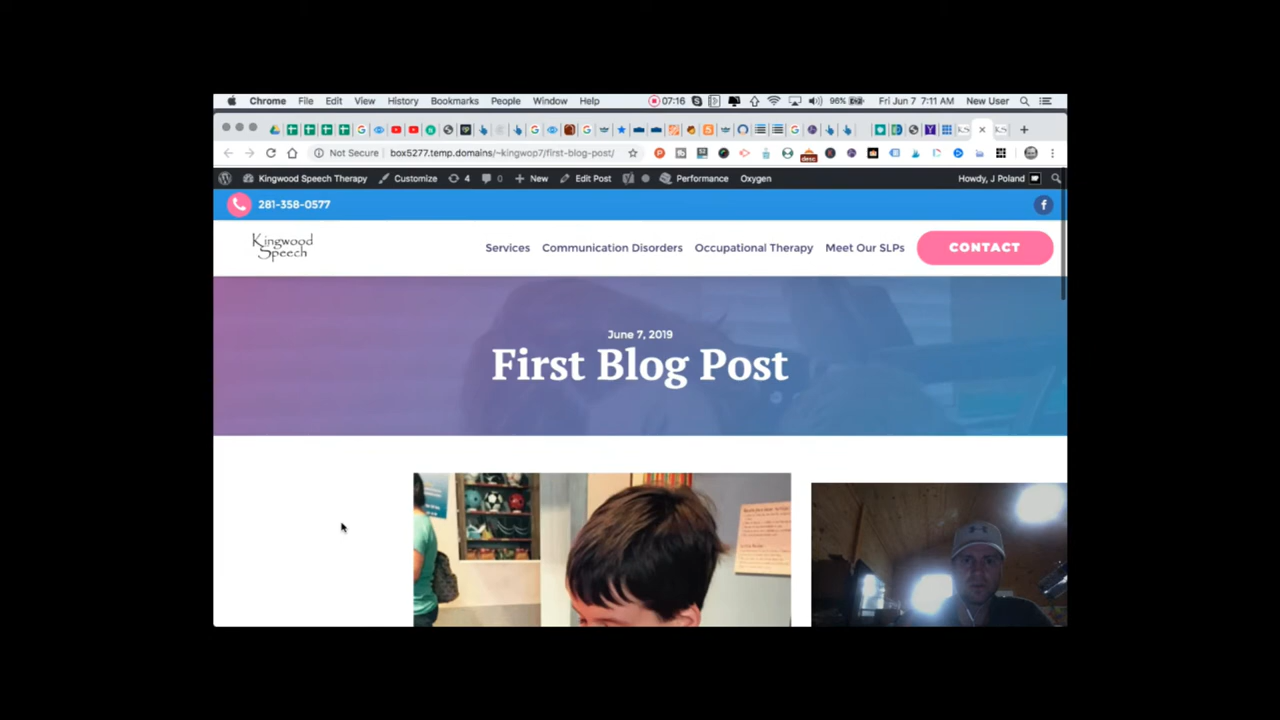 Chrome File Edit View History Bookmarks People Window Help 07:16 96% Fri Jun 7 7:11 AM New User
Not Secure box5277.temp.domains/~kingwop7/first-blog-post/
Kingwood Speech Therapy Customize 4 0 New Edit Post Performance Oxygen Howdy, J Poland
281-358-0577
Kingwood
Speech
Services Communication Disorders Occupational Therapy Meet Our SLPs CONTACT
June 7, 2019
First Blog Post